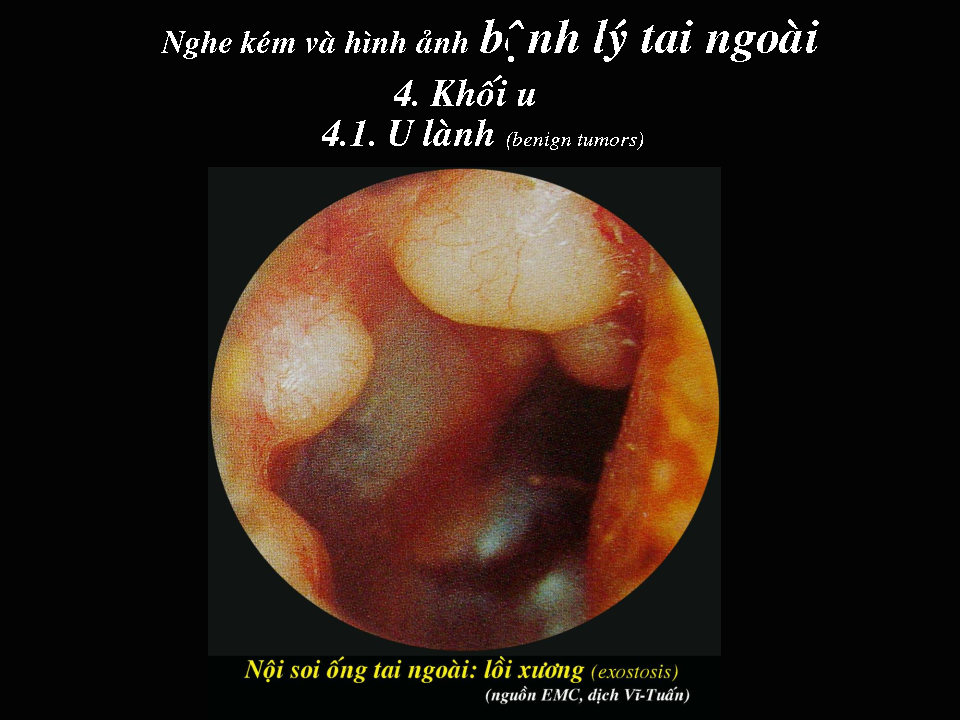 Nghe kém và hình ảnh bệnh lý tai ngoài
4. Khối u
4.1. U lành (benign tumors)
Nội soi ống tai ngoài: lồi xương (exostosis)
(nguồn EMC, dịch Vĩ-Tuấn)